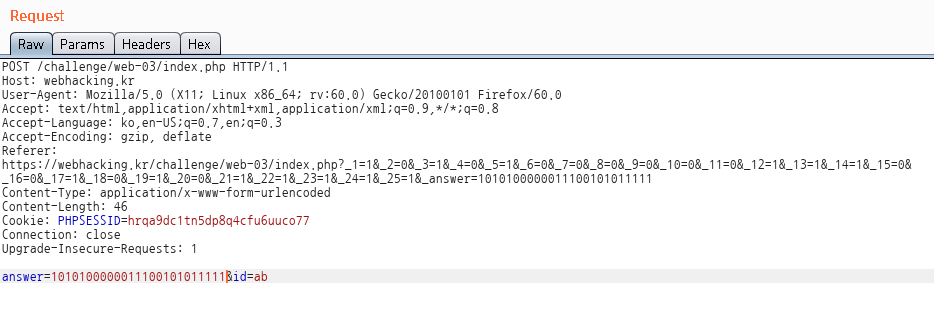 Request
Raw Params Headers Hex
POST /challenge/web-03/index.php HTTP/1.1
Host: webhacking.kr
User-Agent: Mozilla/5.0 (X11; Linux x86_64; rv:60.0) Gecko/20100101 Firefox/60.0
Accept: text/html,application/xhtml+xml,application/xml;q=0.9,*/*;q=0.8
Accept-Language: ko,en-US;q=0.7,en;q=0.3
Accept-Encoding: gzip, deflate
Referer:
https://webhacking.kr/challenge/web-03/index.php?_1=1&_2=0&_3=1&_4=0&_5=1&_6=0&_7=0&_8=0&_9=0&_10=0&_11=0&_12=1&_13=1&_14=1&_15=0&
_16=0&_17=1&_18=0&_19=1&_20=0&_21=1&_22=1&_23=1&_24=1&_25=1&_answer=1010100000011100101011111
Content-Type: application/x-www-form-urlencoded
Content-Length: 46
Cookie: PHPSESSID=hrqa9dc1tn5dp8q4cfu6uuco77
Connection: close
Upgrade-Insecure-Requests: 1
answer=1010100000011100101011111&id=ab